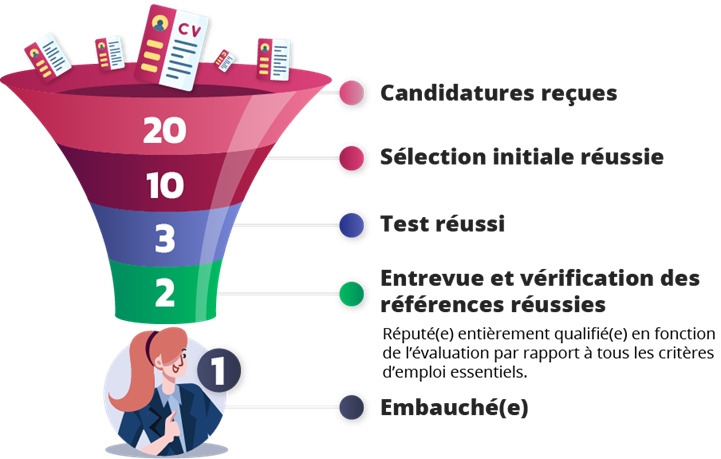 CV
Candidatures reçues
20
Sélection initiale réussie
10
Test réussi
3
Entrevue et vérification des
références réussies
2
Réputé(e) entièrement qualifié(e) en fonction
de l’évaluation par rapport à tous les critères
d’emploi essentiels.
1
Embauché(e)